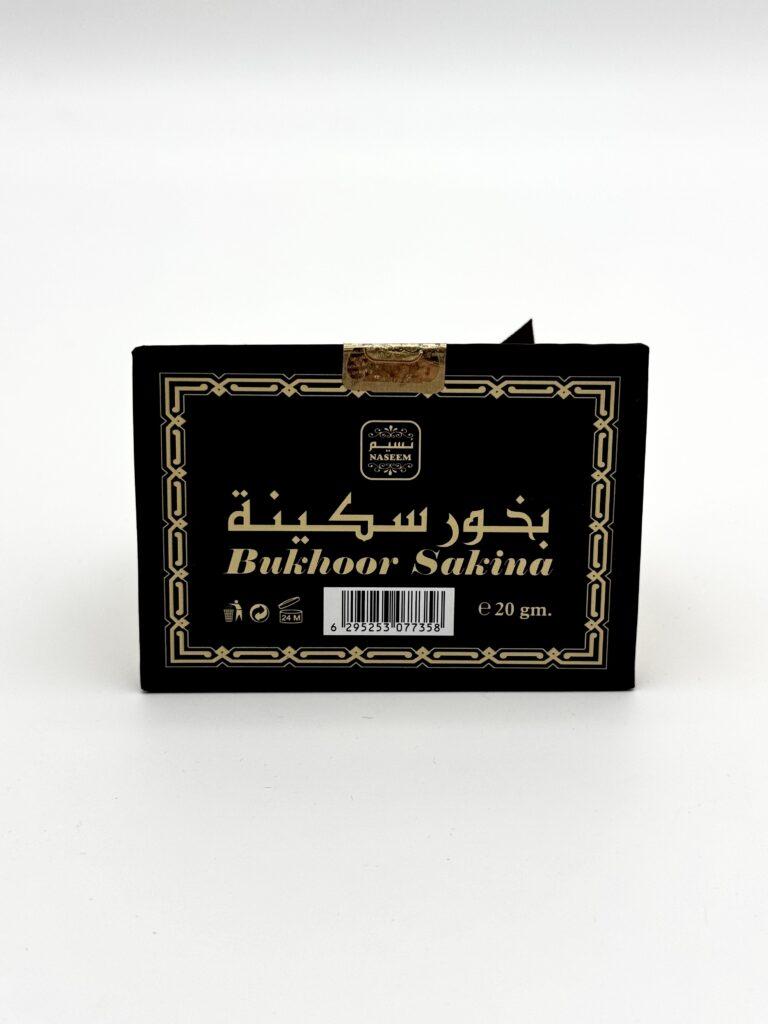 نسيم
NASEEM
بخور سكينة
Bukhoor Sakina
24 M
6 295253 077358
℮ 20 gm.